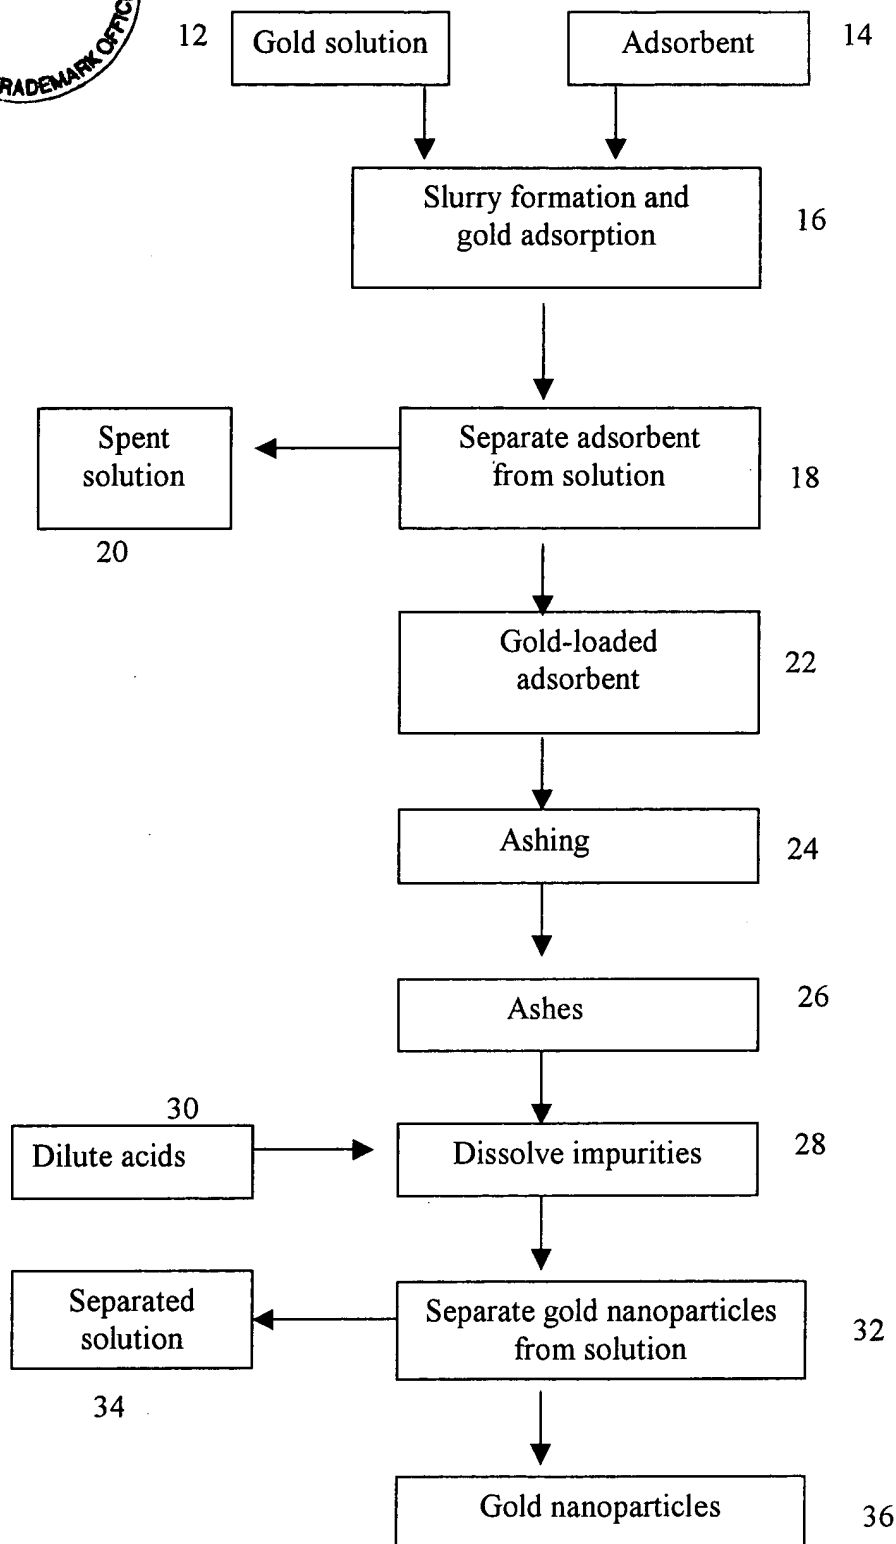 RADEMARK OFFIC
12
Gold solution
Adsorbent
14
Slurry formation and
gold adsorption
16
Spent
solution
20
Separate adsorbent
from solution
18
Gold-loaded
adsorbent
22
Ashing
24
Ashes
26
30
Dilute acids
Dissolve impurities
28
Separated
solution
34
Separate gold nanoparticles
from solution
32
Gold nanoparticles
36